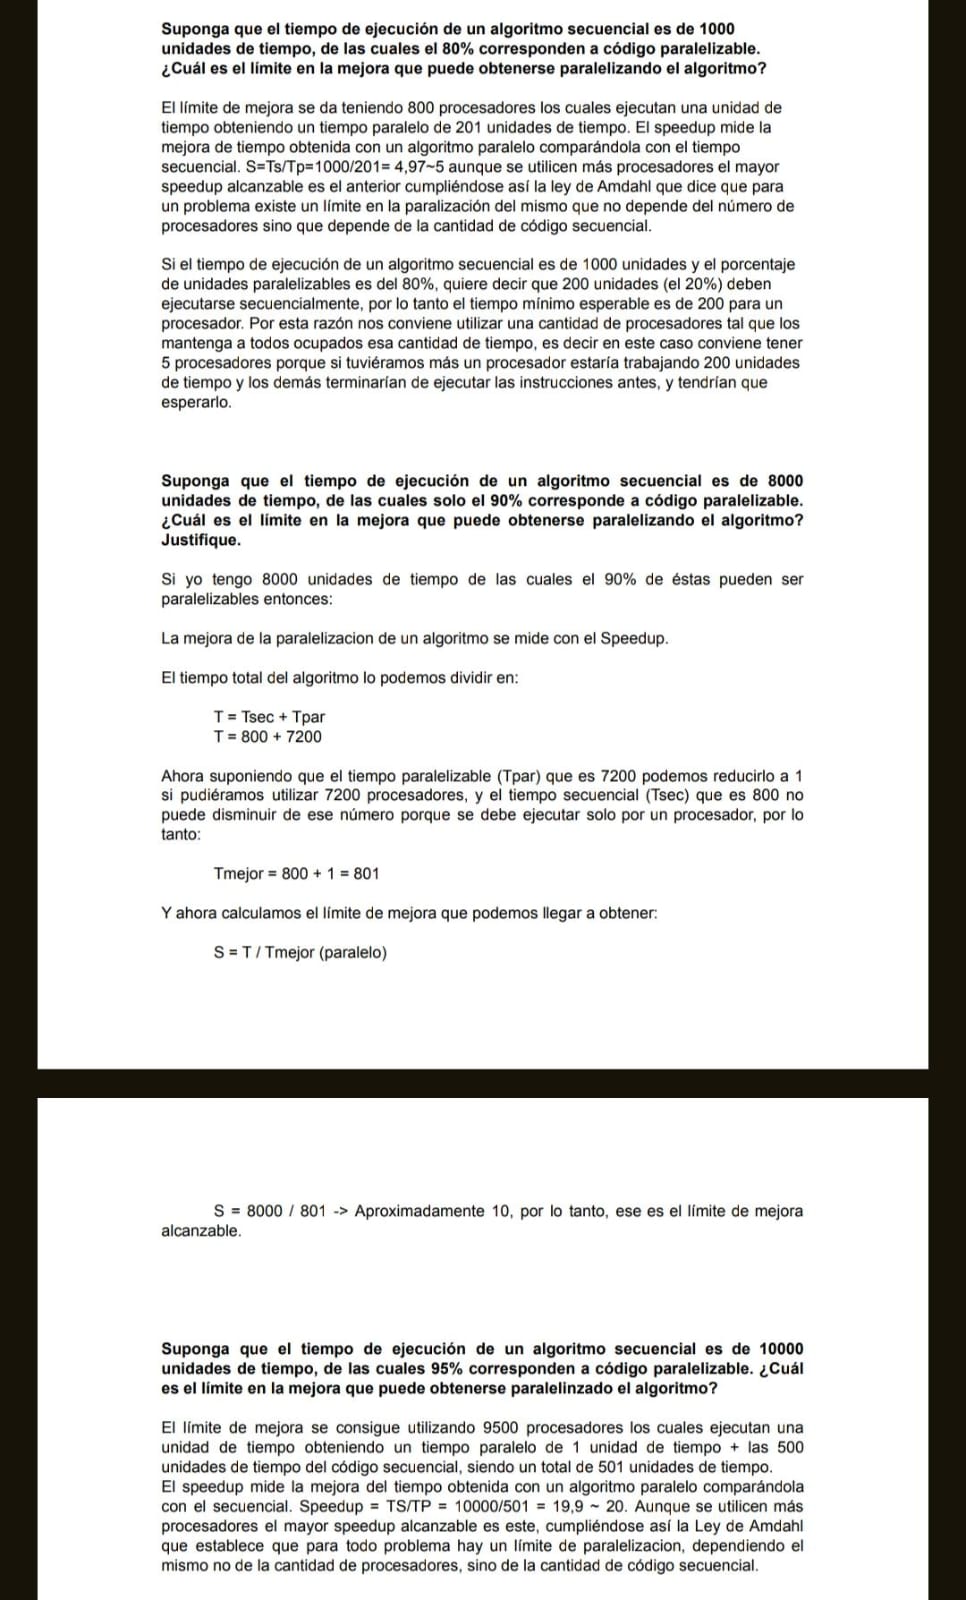 Suponga que el tiempo de ejecución de un algoritmo secuencial es de 1000
unidades de tiempo, de las cuales el 80% corresponden a código paralelizable.
¿Cuál es el límite en la mejora que puede obtenerse paralelizando el algoritmo?
El límite de mejora se da teniendo 800 procesadores los cuales ejecutan una unidad de
tiempo obteniendo un tiempo paralelo de 201 unidades de tiempo. El speedup mide la
mejora de tiempo obtenida con un algoritmo paralelo comparándola con el tiempo
secuencial. S=Ts/Tp=1000/201= 4,97~5 aunque se utilicen más procesadores el mayor
speedup alcanzable es el anterior cumpliéndose así la ley de Amdahl que dice que para
un problema existe un límite en la paralización del mismo que no depende del número de
procesadores sino que depende de la cantidad de código secuencial.
Si el tiempo de ejecución de un algoritmo secuencial es de 1000 unidades y el porcentaje
de unidades paralelizables es del 80%, quiere decir que 200 unidades (el 20%) deben
ejecutarse secuencialmente, por lo tanto el tiempo mínimo esperable es de 200 para un
procesador. Por esta razón nos conviene utilizar una cantidad de procesadores tal que los
mantenga a todos ocupados esa cantidad de tiempo, es decir en este caso conviene tener
5 procesadores porque si tuviéramos más un procesador estaría trabajando 200 unidades
de tiempo y los demás terminarían de ejecutar las instrucciones antes, y tendrían que
esperarlo.
Suponga que el tiempo de ejecución de un algoritmo secuencial es de 8000
unidades de tiempo, de las cuales solo el 90% corresponde a código paralelizable.
¿Cuál es el límite en la mejora que puede obtenerse paralelizando el algoritmo?
Justifique.
Si yo tengo 8000 unidades de tiempo de las cuales el 90% de éstas pueden ser
paralelizables entonces:
La mejora de la paralelizacion de un algoritmo se mide con el Speedup.
El tiempo total del algoritmo lo podemos dividir en:
T = Tsec + Tpar
T = 800 + 7200
Ahora suponiendo que el tiempo paralelizable (Tpar) que es 7200 podemos reducirlo a 1
si pudiéramos utilizar 7200 procesadores, y el tiempo secuencial (Tsec) que es 800 no
puede disminuir de ese número porque se debe ejecutar solo por un procesador, por lo
tanto:
Tmejor = 800 + 1 = 801
Y ahora calculamos el límite de mejora que podemos llegar a obtener:
S = T / Tmejor (paralelo)
S = 8000 / 801 -> Aproximadamente 10, por lo tanto, ese es el límite de mejora
alcanzable.
Suponga que el tiempo de ejecución de un algoritmo secuencial es de 10000
unidades de tiempo, de las cuales 95% corresponden a código paralelizable. ¿Cuál
es el límite en la mejora que puede obtenerse paralelinzado el algoritmo?
El límite de mejora se consigue utilizando 9500 procesadores los cuales ejecutan una
unidad de tiempo obteniendo un tiempo paralelo de 1 unidad de tiempo + las 500
unidades de tiempo del código secuencial, siendo un total de 501 unidades de tiempo.
El speedup mide la mejora del tiempo obtenida con un algoritmo paralelo comparándola
con el secuencial. Speedup = TS/TP = 10000/501 = 19,9 ~ 20. Aunque se utilicen más
procesadores el mayor speedup alcanzable es este, cumpliéndose así la Ley de Amdahl
que establece que para todo problema hay un límite de paralelizacion, dependiendo el
mismo no de la cantidad de procesadores, sino de la cantidad de código secuencial.